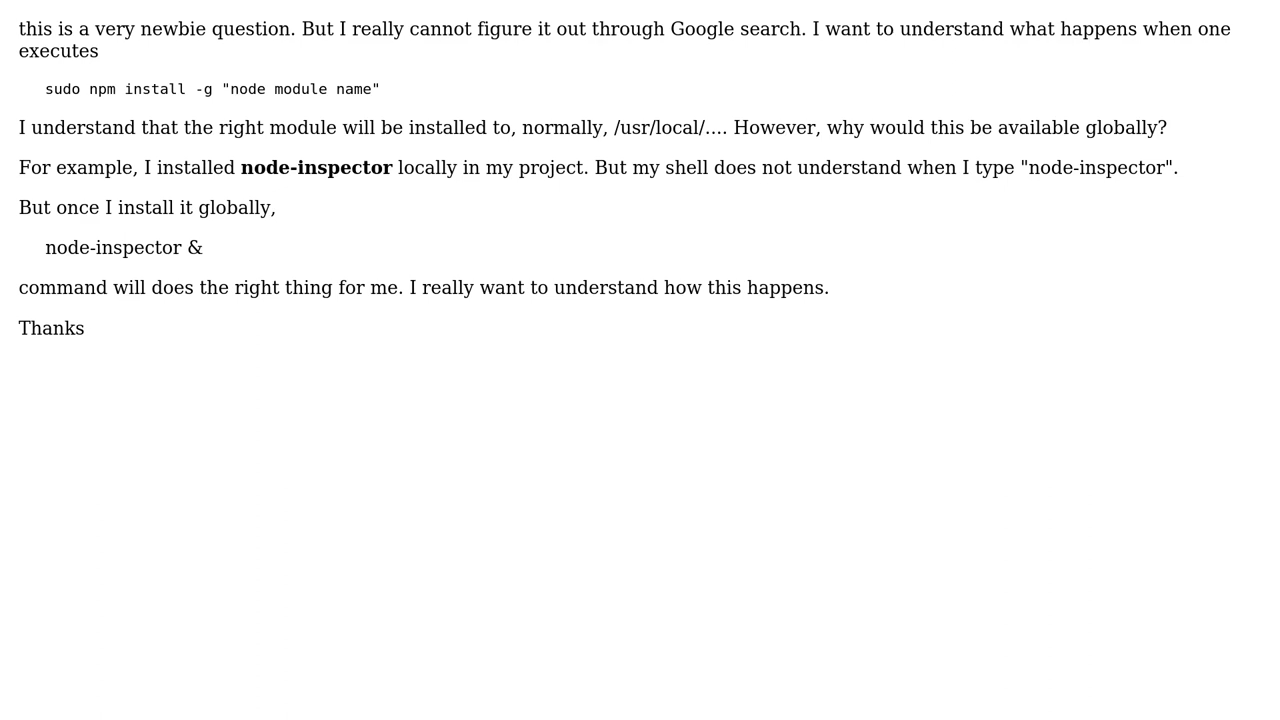 this is a very newbie question. But I really cannot figure it out through Google search. I want to understand what happens when one
executes
sudo npm install -g "node module name"
I understand that the right module will be installed to, normally, /usr/local/.... However, why would this be available globally?
For example, I installed node-inspector locally in my project. But my shell does not understand when I type "node-inspector".
But once I install it globally,
node-inspector &
command will does the right thing for me. I really want to understand how this happens.
Thanks